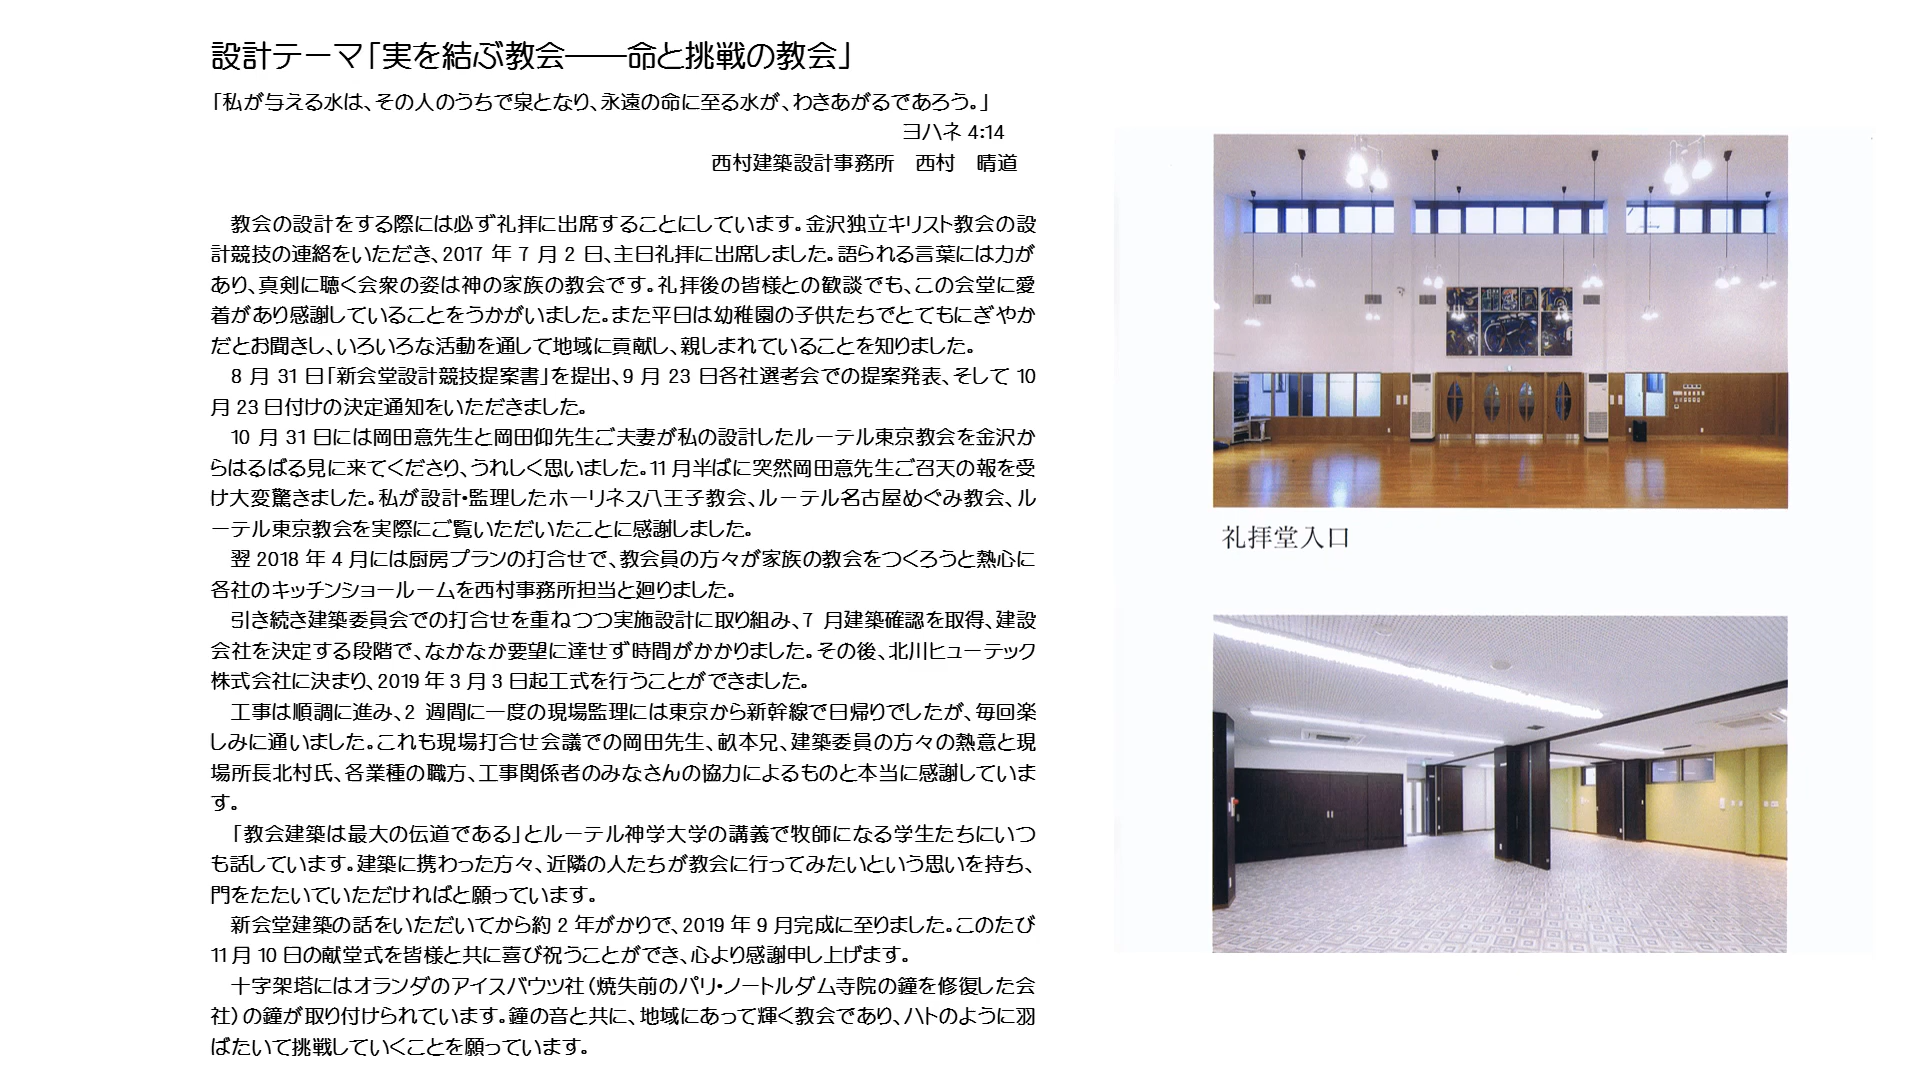 設計テーマ「実を結ぶ教会――命と挑戦の教会」
「私が与える水は、その人のうちで泉となり、永遠の命に至る水が、わきあがるであろう。」
ヨハネ 4:14
西村建築設計事務所　西村　晴道
教会の設計をする際には必ず礼拝に出席することにしています。金沢独立キリスト教会の設
計競技の連絡をいただき、2017 年 7 月 2 日、主日礼拝に出席しました。語られる言葉には力が
あり、真剣に聴く会衆の姿は神の家族の教会です。礼拝後の皆様との歓談でも、この会堂に愛
着があり感謝していることをうかがいました。また平日は幼稚園の子供たちでとてもにぎやか
だとお聞きし、いろいろな活動を通して地域に貢献し、親しまれていることを知りました。
8 月 31 日「新会堂設計競技提案書」を提出、9 月 23 日各社選考会での提案発表、そして 10
月 23 日付けの決定通知をいただきました。
10 月 31 日には岡田意先生と岡田仰先生ご夫妻が私の設計したルーテル東京教会を金沢か
らはるばる見に来てくださり、うれしく思いました。11 月半ばに突然岡田意先生ご召天の報を受
け大変驚きました。私が設計・監理したホーリネス八王子教会、ルーテル名古屋めぐみ教会、ル
ーテル東京教会を実際にご覧いただいたことに感謝しました。
翌 2018 年 4 月には厨房プランの打合せで、教会員の方々が家族の教会をつくろうと熱心に
各社のキッチンショールームを西村事務所担当と廻りました。
引き続き建築委員会での打合せを重ねつつ実施設計に取り組み、7 月建築確認を取得、建設
会社を決定する段階で、なかなか要望に達せず時間がかかりました。その後、北川ヒューテック
株式会社に決まり、2019 年 3 月 3 日起工式を行うことができました。
工事は順調に進み、2 週間に一度の現場監理には東京から新幹線で日帰りでしたが、毎回楽
しみに通いました。これも現場打合せ会議での岡田先生、畝本兄、建築委員の方々の熱意と現
場所長北村氏、各業種の職方、工事関係者のみなさんの協力によるものと本当に感謝していま
す。
「教会建築は最大の伝道である」とルーテル神学大学の講義で牧師になる学生たちにいつ
も話しています。建築に携わった方々、近隣の人たちが教会に行ってみたいという思いを持ち、
門をたたいていただければと願っています。
新会堂建築の話をいただいてから約 2 年がかりで、2019 年 9 月完成に至りました。このたび
11 月 10 日の献堂式を皆様と共に喜び祝うことができ、心より感謝申し上げます。
十字架塔にはオランダのアイスバウツ社（焼失前のパリ・ノートルダム寺院の鐘を修復した会
社）の鐘が取り付けられています。鐘の音と共に、地域にあって輝く教会であり、ハトのように羽
ばたいて挑戦していくことを願っています。
礼拝堂入口